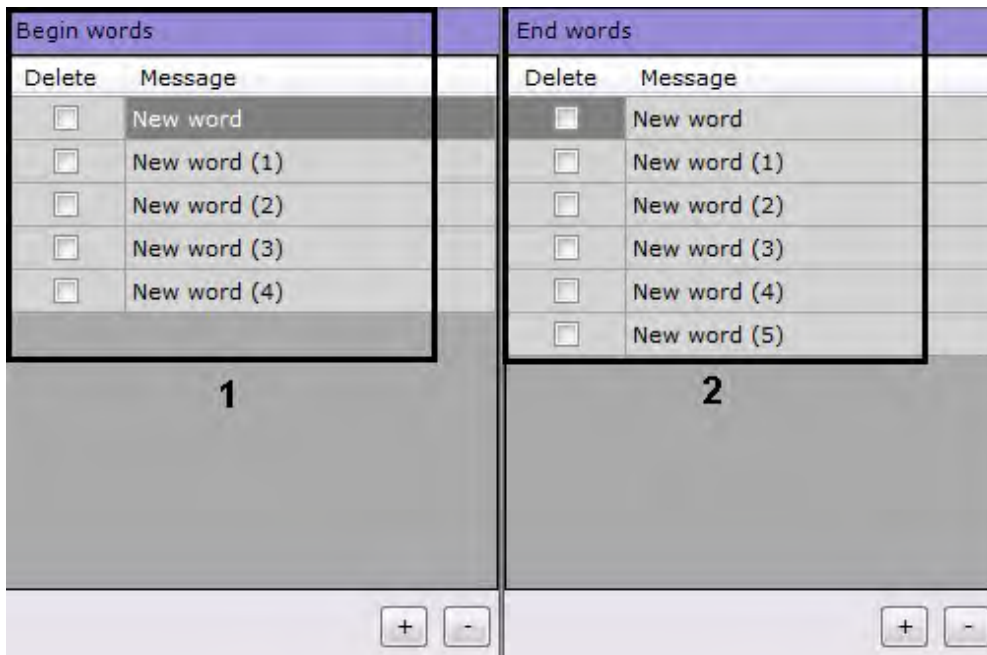 Begin words
Delete Message
New word
New word (1)
New word (2)
New word (3)
New word (4)
1
+ -
End words
Delete Message
New word
New word (1)
New word (2)
New word (3)
New word (4)
New word (5)
2
+ -